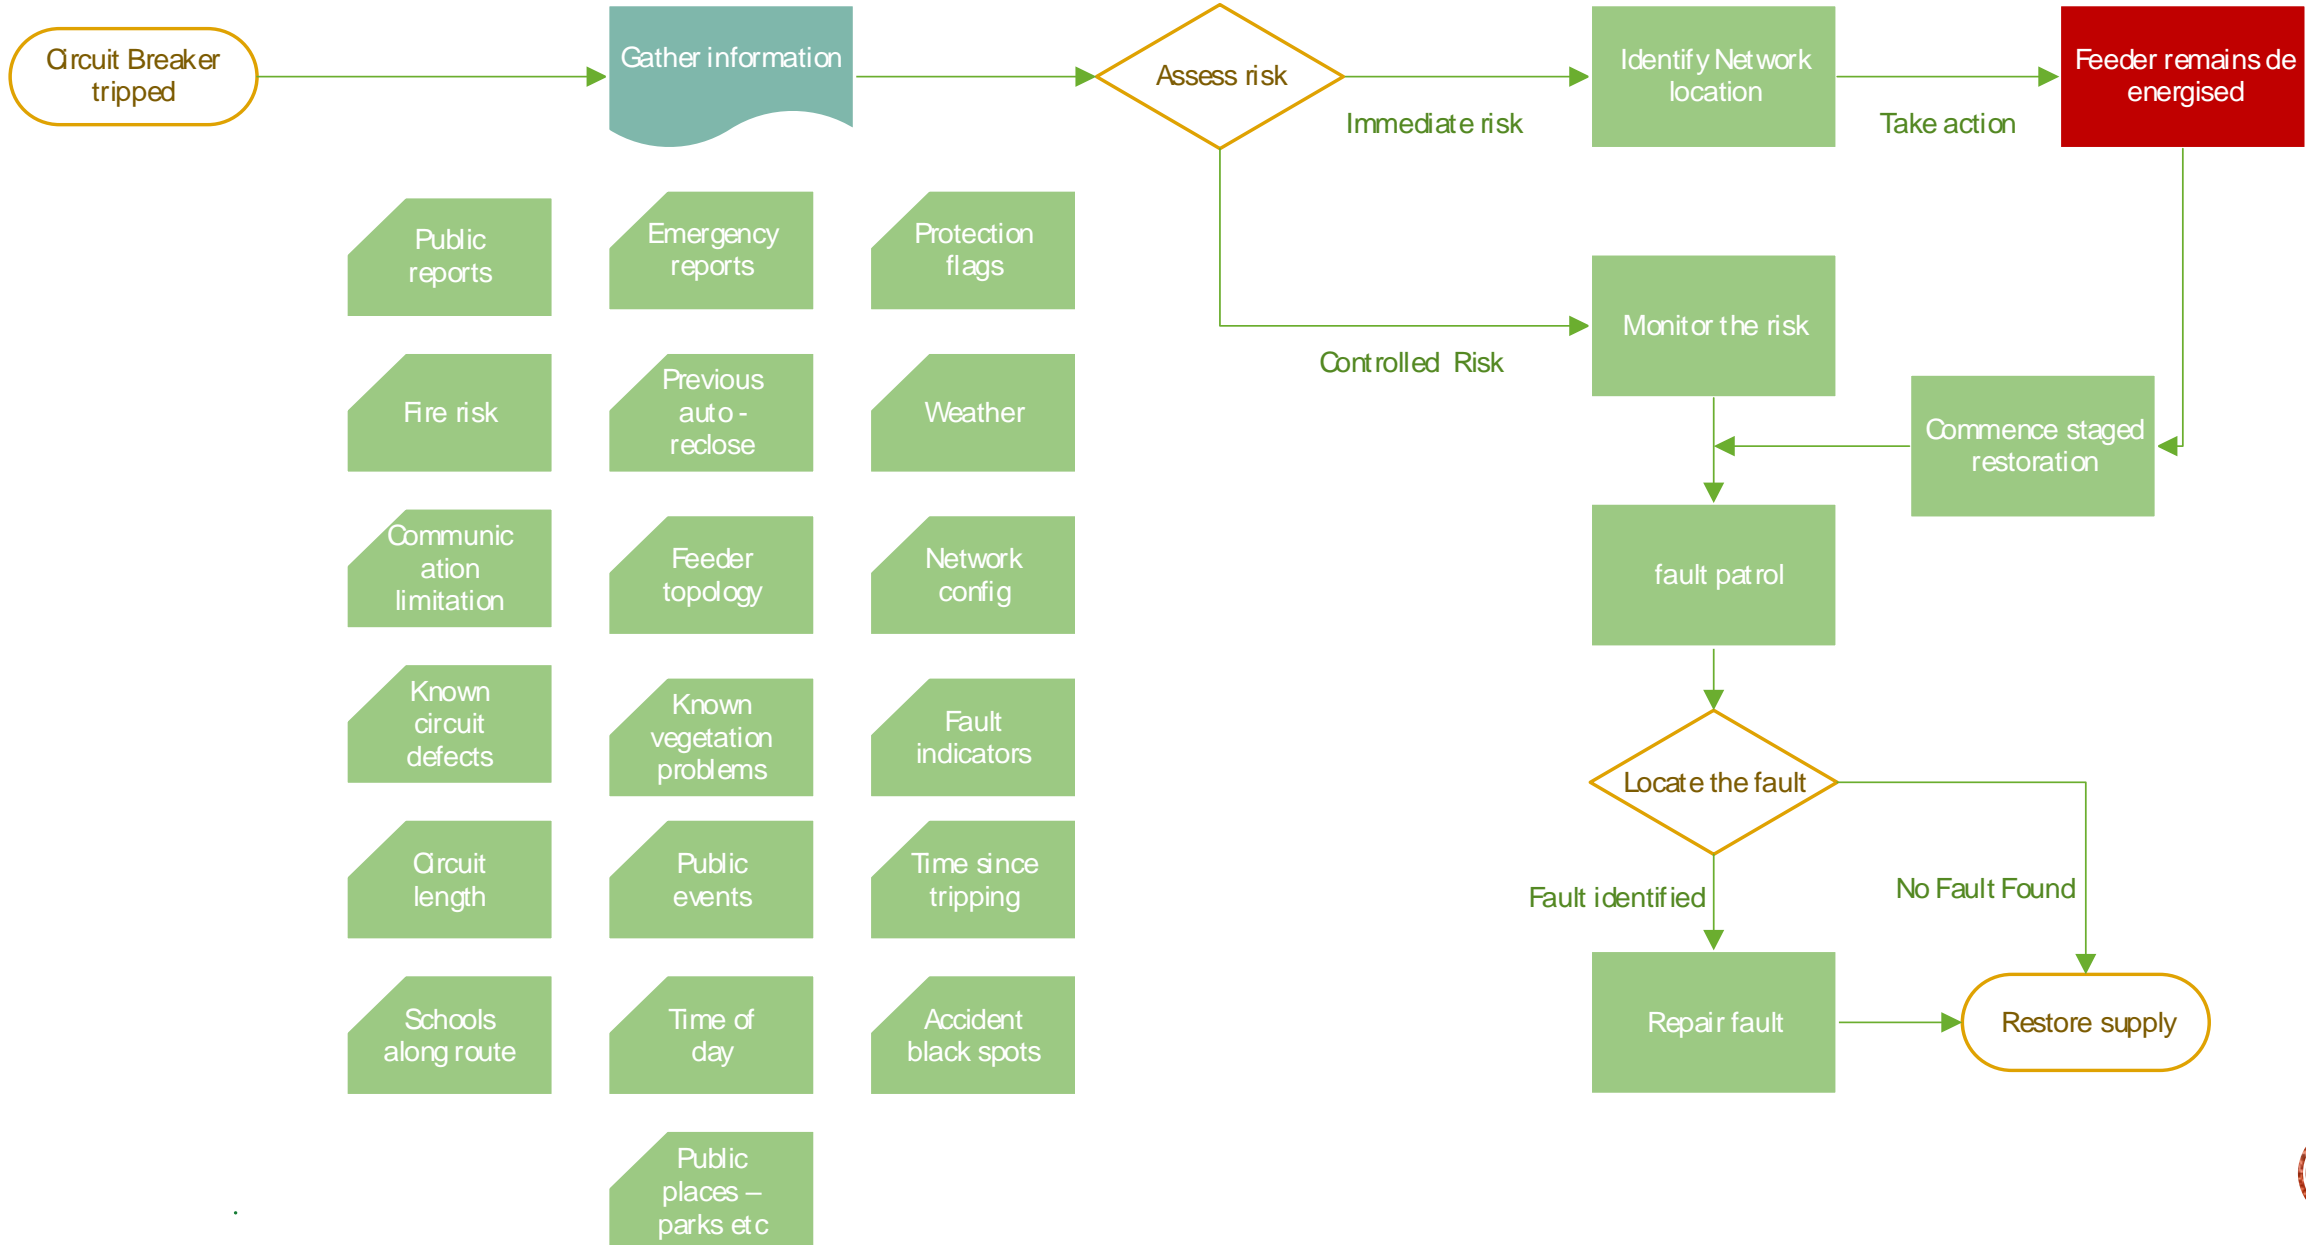 Circuit Breaker
tripped
Gather information
Assess risk
Identify Network
location
Feeder remains de
energised
Immediate risk
Take action
Public
reports
Emergency
reports
Protection
flags
Monitor the risk
Controlled Risk
Fire risk
Previous
auto -
reclose
Weather
Commence staged
restoration
Communic
ation
limitation
Feeder
topology
Network
config
fault patrol
Known
circuit
defects
Known
vegetation
problems
Fault
indicators
Locate the fault
Circuit
length
Public
events
Time since
tripping
Fault identified
No Fault Found
Schools
along route
Time of
day
Accident
black spots
Repair fault
Restore supply
Public
places –
parks etc
.